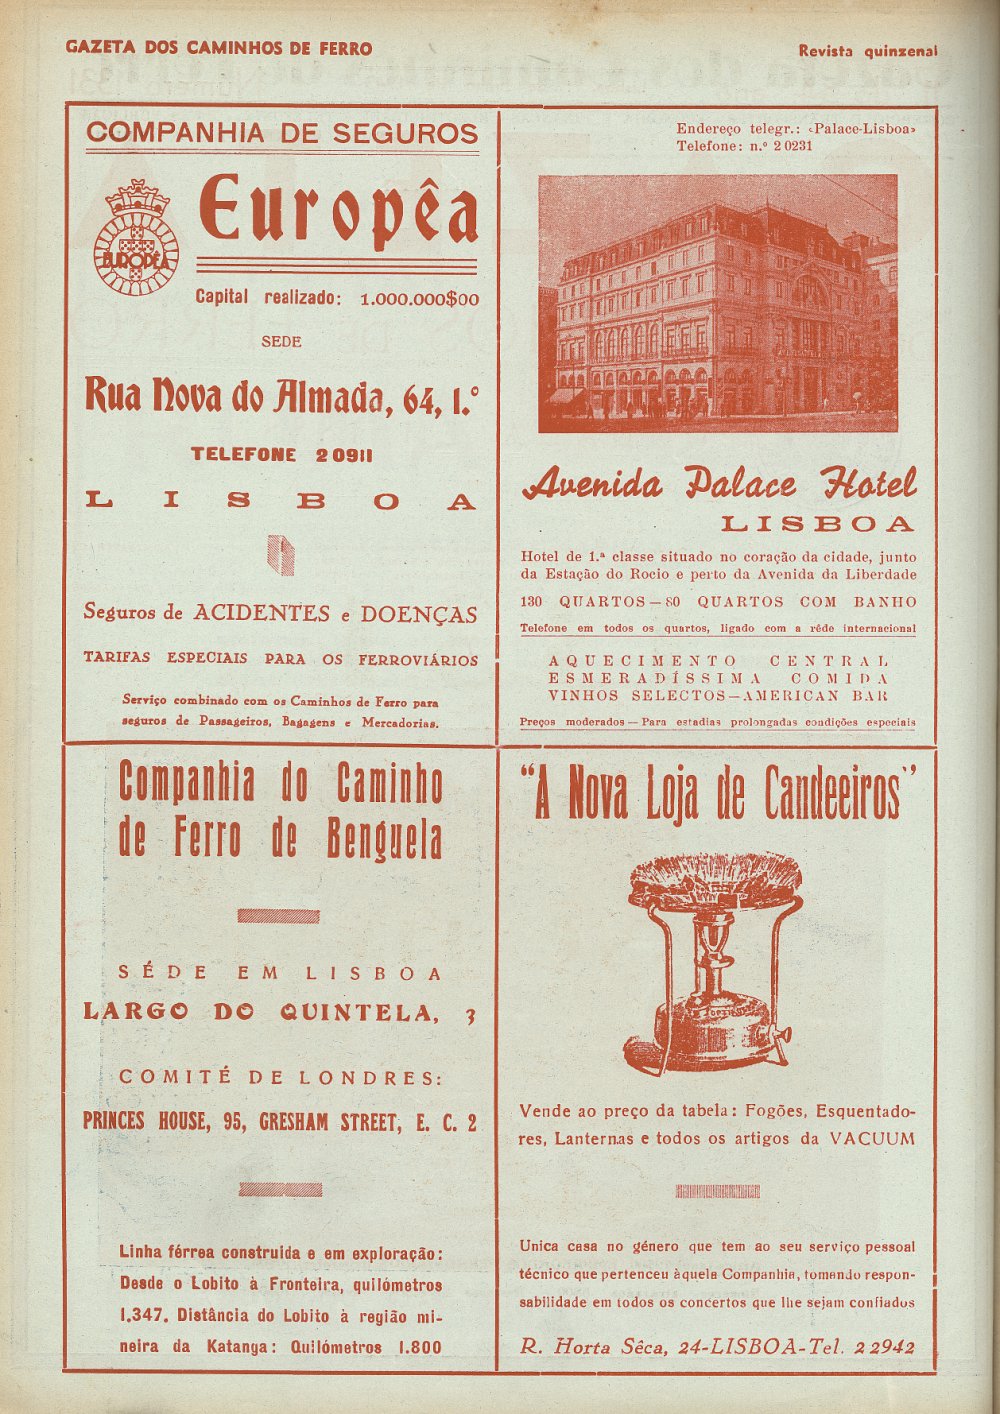 GAZETA DOS CAMINHOS DE FERRO
Revista quinzenal
COMPANHIA DE SEGUROS
EUROPÊA
Européa
Capital realizado: 1.000.000$00
SEDE
Rua Nova do Almada, 64, 1.º
TELEFONE 20911
LISBOA
Seguros de ACIDENTES e DOENÇAS
TARIFAS ESPECIAIS PARA OS FERROVIÁRIOS
Serviço combinado com os Caminhos de Ferro para
seguros de Passageiros, Bagagens e Mercadorias.
Endereço telegr.: «Palace-Lisboa»
Telefone: n.º 20231
Avenida Palace Hotel
LISBOA
Hotel de 1.ª classe situado no coração da cidade, junto
da Estação do Rocio e perto da Avenida da Liberdade
130 QUARTOS—80 QUARTOS COM BANHO
Telefone em todos os quartos, ligado com a rêde internacional
AQUECIMENTO CENTRAL
ESMERADÍSSIMA COMIDA
VINHOS SELECTOS—AMERICAN BAR
Preços moderados — Para estadias prolongadas condições especiais
Companhia do Caminho
de Ferro de Benguela
SÉDE EM LISBOA
LARGO DO QUINTELA, 3
COMITÉ DE LONDRES:
PRINCES HOUSE, 95, GRESHAM STREET, E. C. 2
Linha férrea construida e em exploração:
Desde o Lobito à Fronteira, quilómetros
1.347. Distância do Lobito à região mi-
neira da Katanga: Quilómetros 1.800
"A Nova Loja de Candeeiros"
Vende ao preço da tabela: Fogões, Esquentado-
res, Lanternas e todos os artigos da VACUUM
Unica casa no género que tem ao seu serviço pessoal
técnico que pertenceu àquela Companhia, tomando respon-
sabilidade em todos os concertos que lhe sejam confiados
R. Horta Sêca, 24-LISBOA-Tel. 22942